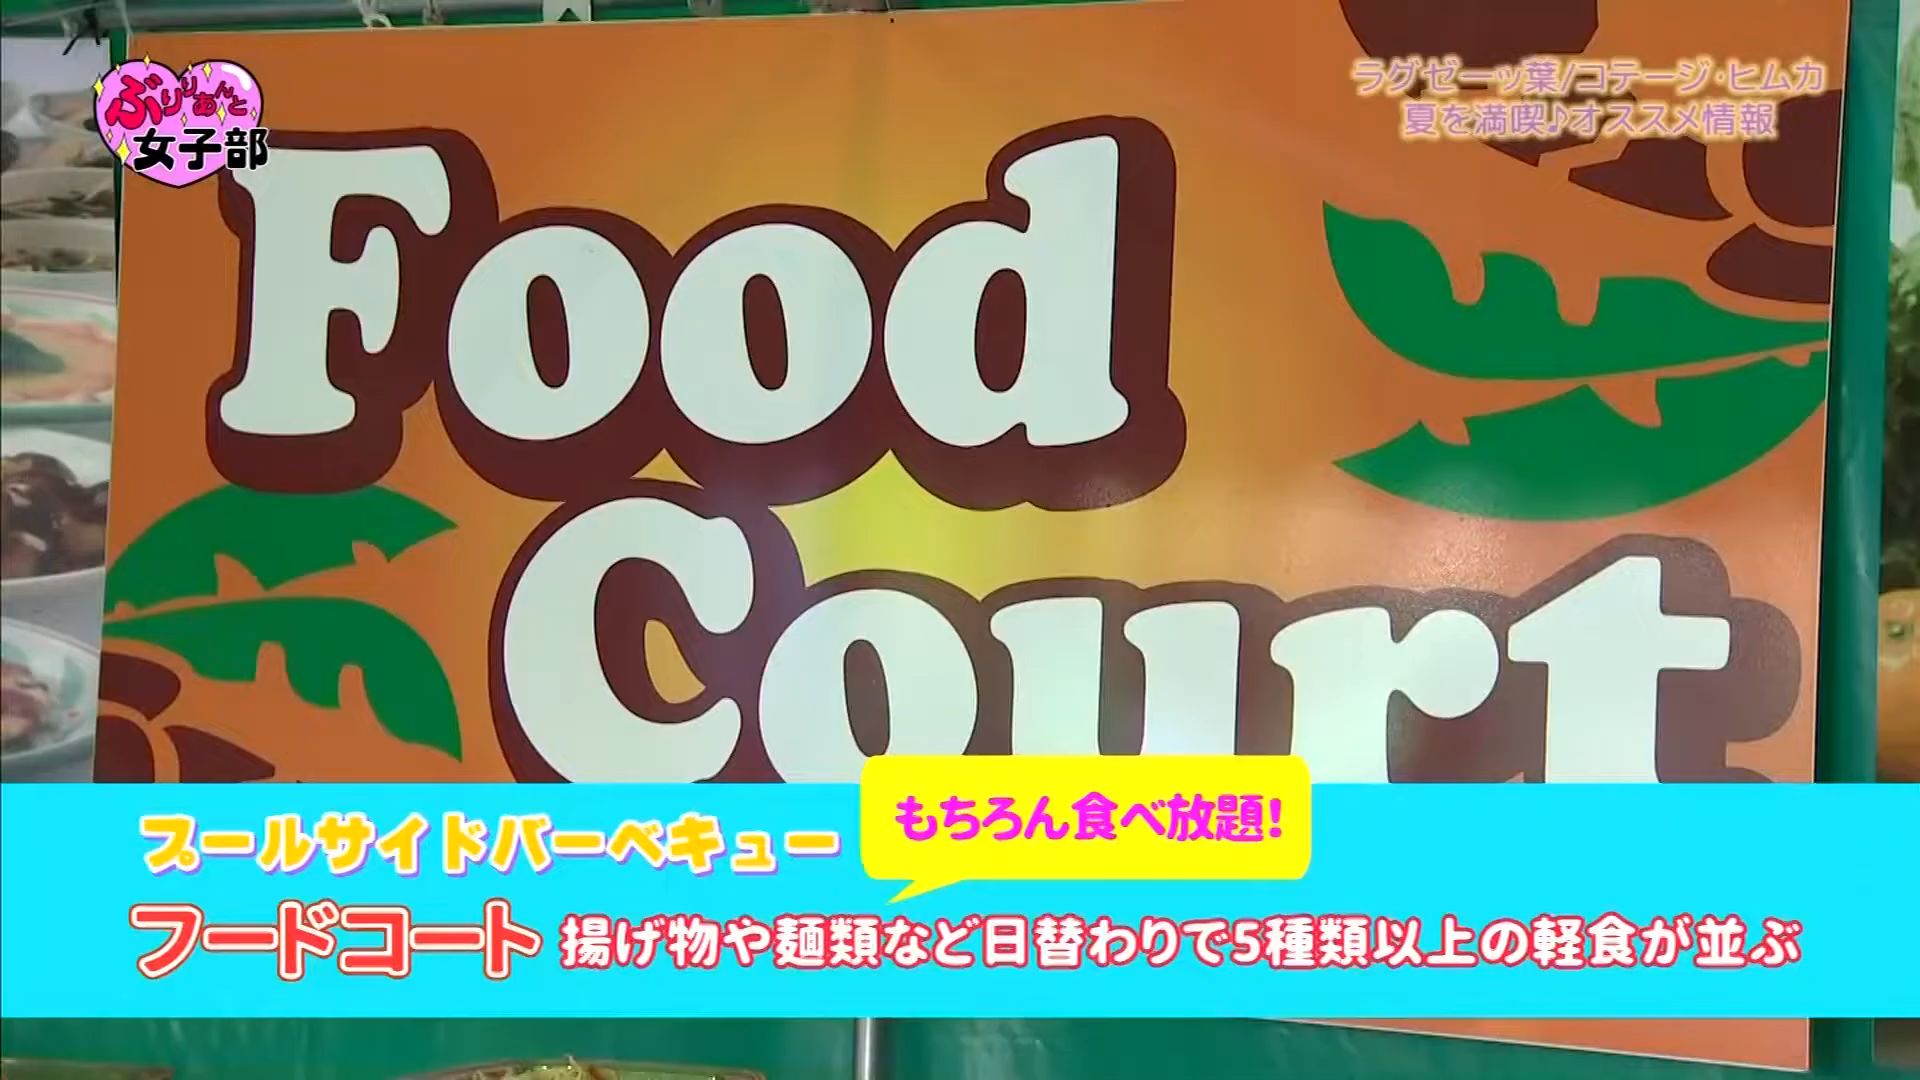 ぶりりあんと
女子部
ラグゼーッ葉/コテージ・ヒムカ
夏を満喫♪オススメ情報
Food
Court
プールサイドバーベキュー
もちろん食べ放題!
フードコート 揚げ物や麺類など日替わりで5種類以上の軽食が並ぶ